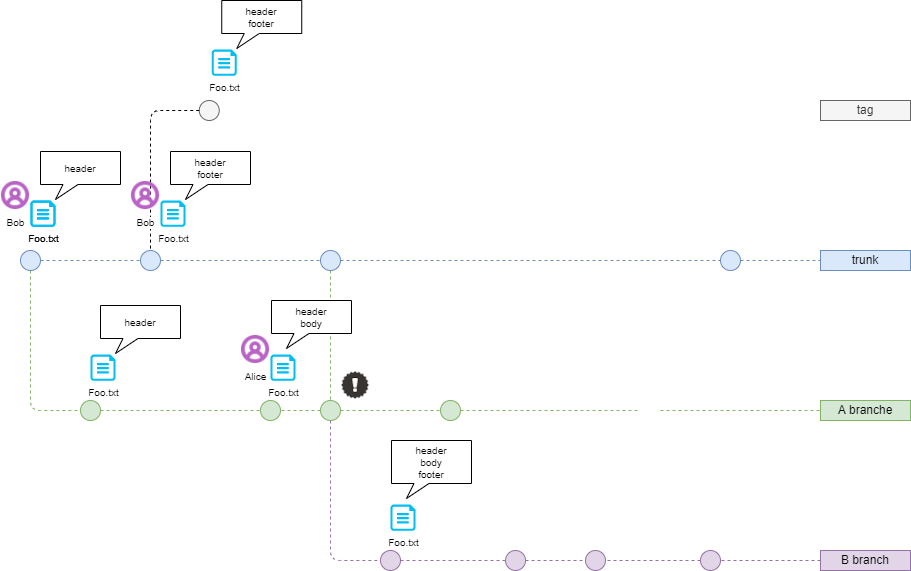 header
footer
Foo.txt
tag
header
header
footer
Bob
Bob
Foo.txt
Foo.txt
trunk
header
header
body
Alice
Foo.txt
Foo.txt
A branche
header
body
footer
Foo.txt
B branch